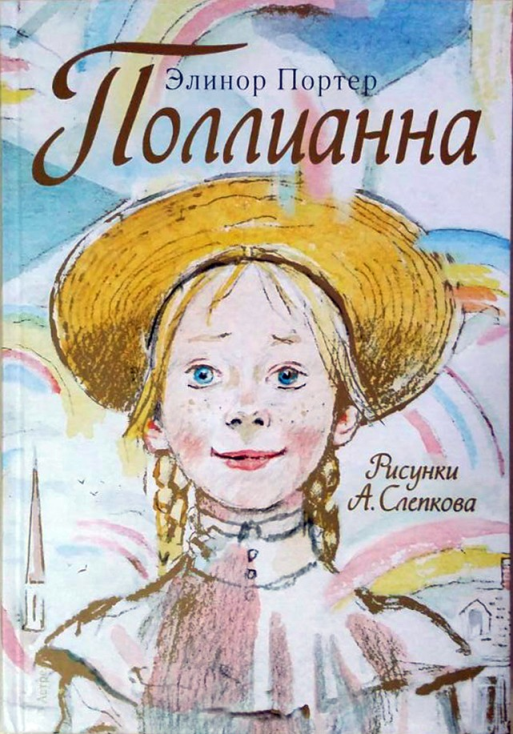 Элинор Портер
Поллианна
Рисунки
А. Слепкова